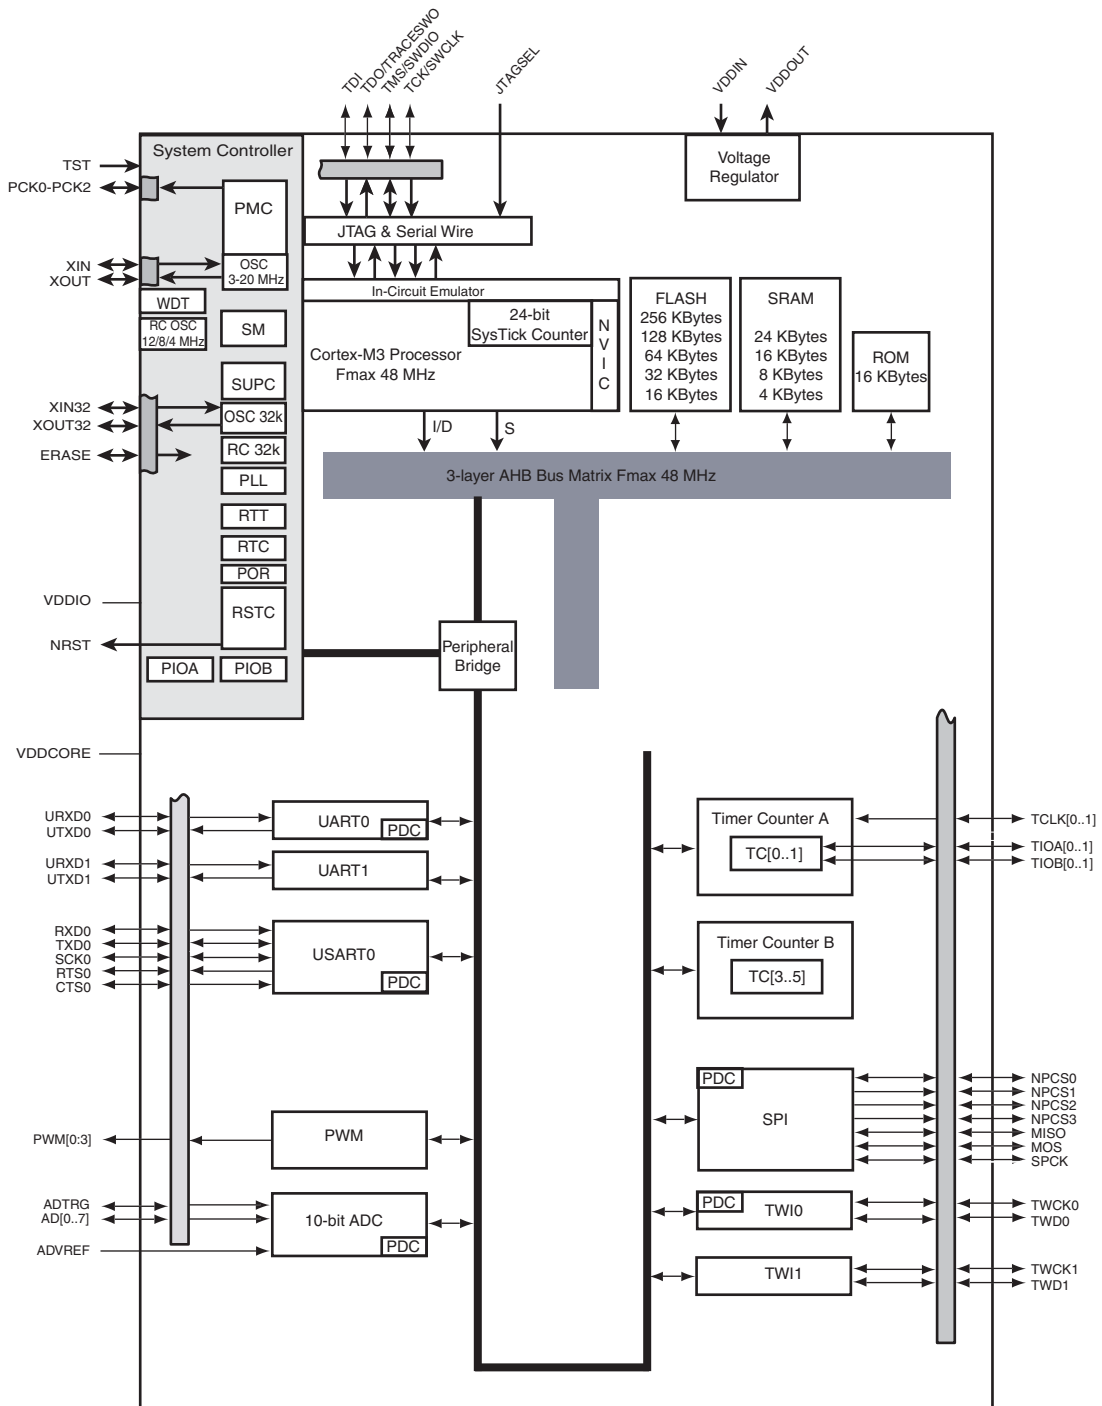 TDI
TDO/TRACESWO
TMS/SWDIO
TCK/SWCLK
JTAGSEL
VDDIN
VDDOUT
System Controller
Voltage
Regulator
TST
PCK0-PCK2
PMC
JTAG & Serial Wire
XIN
XOUT
OSC
3-20 MHz
In-Circuit Emulator
WDT
RC OSC
12/8/4 MHz
SM
24-bit
SysTick Counter
N
V
I
C
Cortex-M3 Processor
Fmax 48 MHz
FLASH
256 KBytes
128 KBytes
64 KBytes
32 KBytes
16 KBytes
SRAM
24 KBytes
16 KBytes
8 KBytes
4 KBytes
ROM
16 KBytes
SUPC
XIN32
XOUT32
OSC 32k
I/D
S
ERASE
RC 32k
PLL
3-layer AHB Bus Matrix Fmax 48 MHz
RTT
RTC
POR
VDDIO
RSTC
NRST
Peripheral
Bridge
PIOA
PIOB
VDDCORE
URXD0
UTXD0
UART0
PDC
URXD1
UTXD1
UART1
RXD0
TXD0
SCK0
RTS0
CTS0
USART0
PDC
PWM[0:3]
PWM
ADTRG
AD[0..7]
ADVREF
10-bit ADC
PDC
Timer Counter A
TC[0..1]
TCLK[0..1]
TIOA[0..1]
TIOB[0..1]
Timer Counter B
TC[3..5]
PDC
SPI
NPCS0
NPCS1
NPCS2
NPCS3
MISO
MOS
SPCK
PDC
TWI0
TWCK0
TWD0
TWI1
TWCK1
TWD1